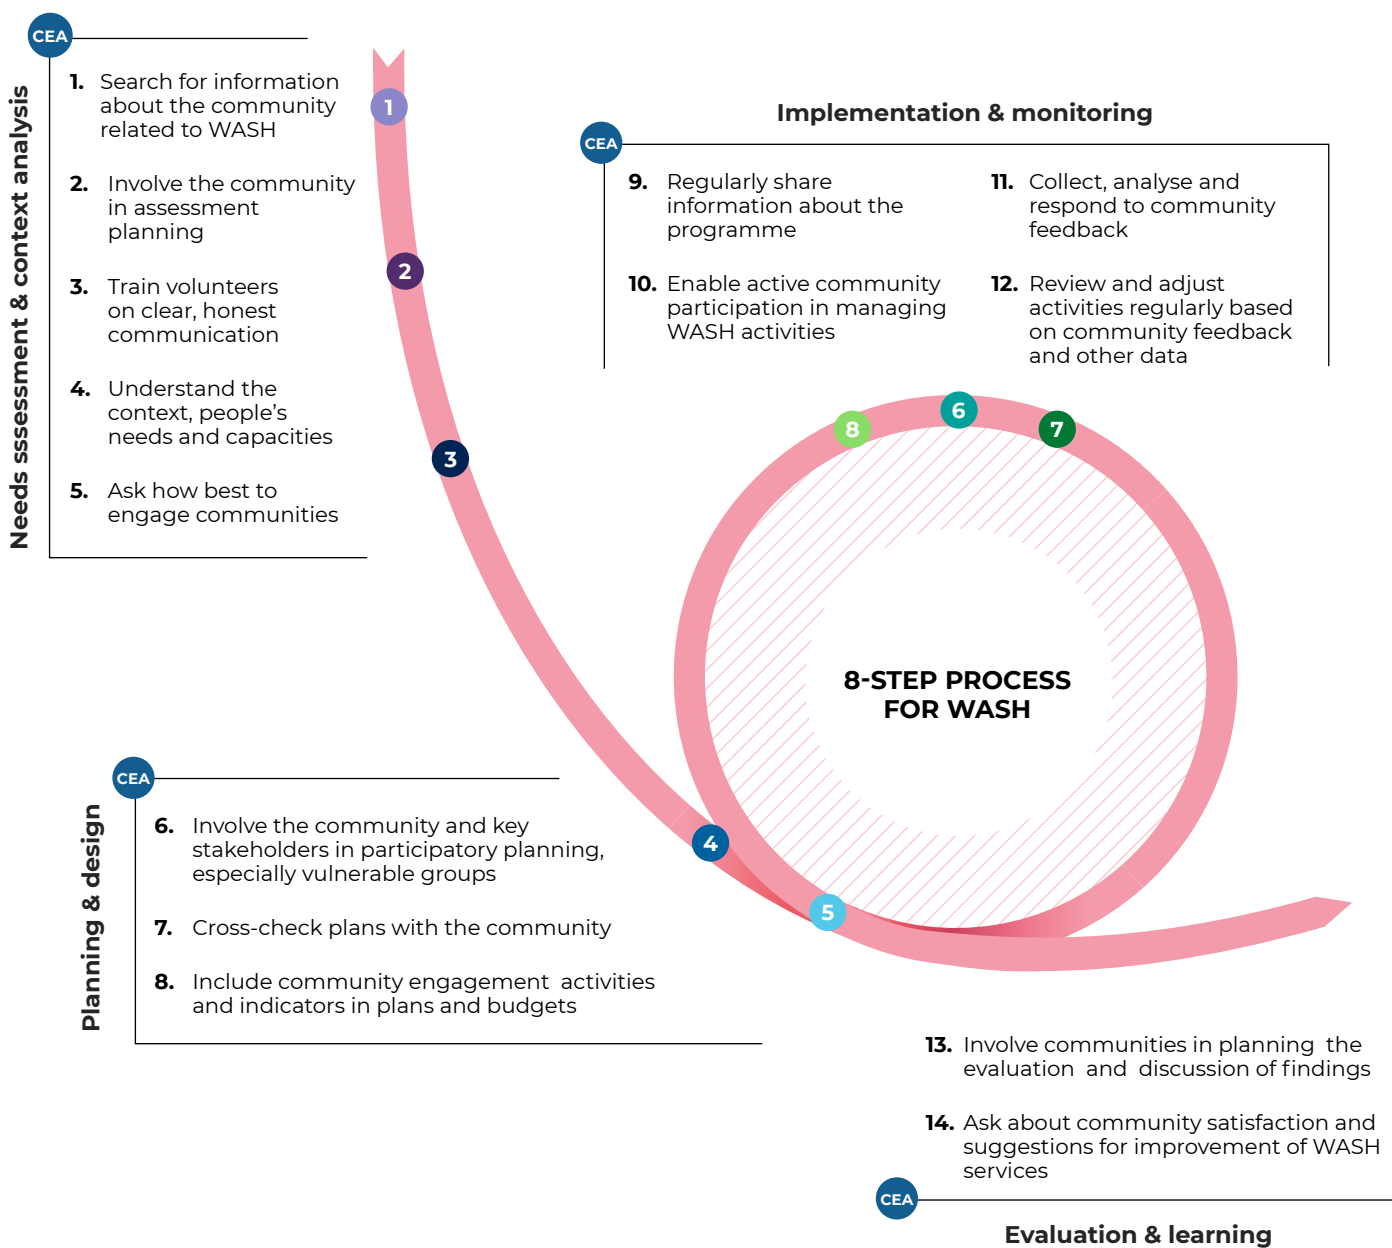 CEA
Needs sssessment & context analysis
1. Search for information
about the community
related to WASH
2. Involve the community
in assessment
planning
3. Train volunteers
on clear, honest
communication
4. Understand the
context, people’s
needs and capacities
5. Ask how best to
engage communities
1
2
3
4
5
6
7
8
Implementation & monitoring
CEA
9. Regularly share
information about the
programme
10. Enable active community
participation in managing
WASH activities
11. Collect, analyse and
respond to community
feedback
12. Review and adjust
activities regularly based
on community feedback
and other data
8-STEP PROCESS
FOR WASH
CEA
Planning & design
6. Involve the community and key
stakeholders in participatory planning,
especially vulnerable groups
7. Cross-check plans with the community
8. Include community engagement activities
and indicators in plans and budgets
13. Involve communities in planning the
evaluation and discussion of findings
14. Ask about community satisfaction and
suggestions for improvement of WASH
services
CEA
Evaluation & learning